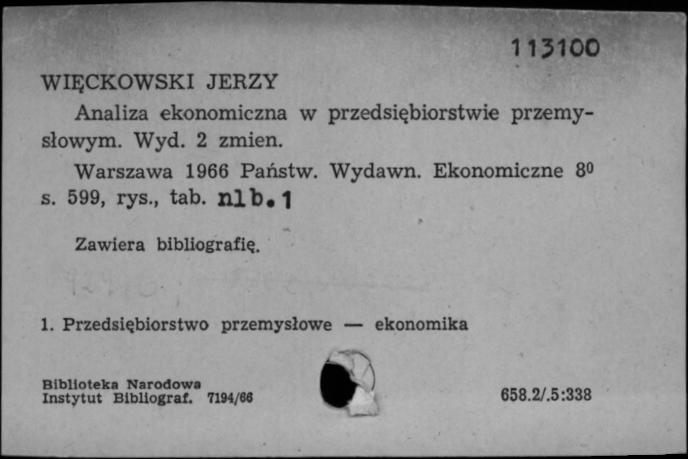 113100
WIĘCKOWSKI JERZY
Analiza ekonomiczna w przedsiębiorstwie przemy-
słowym. Wyd. 2 zmien.
Warszawa 1966 Państw. Wydawn. Ekonomiczne 8⁰
s. 599, rys., tab. nlb. 1
Zawiera bibliografię.
1. Przedsiębiorstwo przemysłowe — ekonomika
Biblioteka Narodowa
Instytut Bibliograf. 7194/66
658.2/.5:338